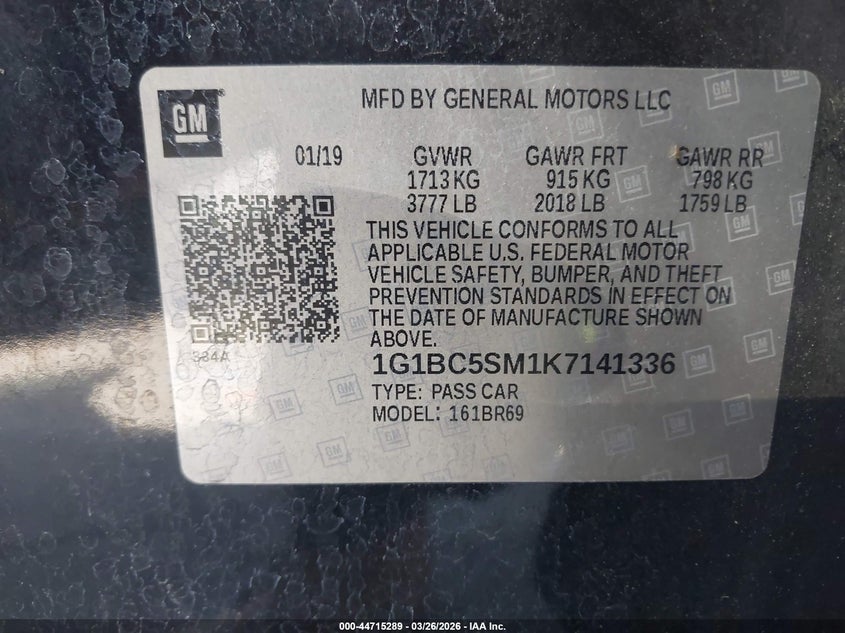 GM
MFD BY GENERAL MOTORS LLC
01/19 GVWR GAWR FRT GAWR RR
1713 KG 915 KG 798 KG
3777 LB 2018 LB 1759 LB
THIS VEHICLE CONFORMS TO ALL
APPLICABLE U.S. FEDERAL MOTOR
VEHICLE SAFETY, BUMPER, AND THEFT
PREVENTION STANDARDS IN EFFECT ON
THE DATE OF MANUFACTURE SHOWN
ABOVE.
334A
1G1BC5SM1K7141336
TYPE: PASS CAR
MODEL: 161BR69
000-44715289 - 03/26/2026 - IAA Inc.